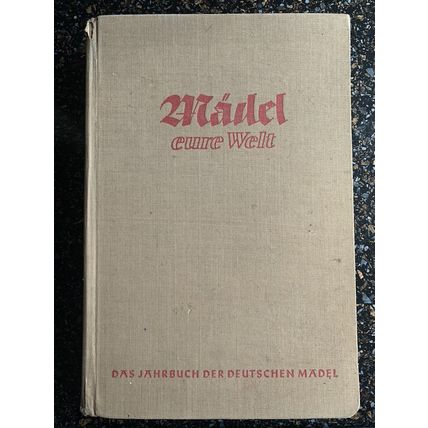 Mädel
eure Welt
DAS JAHRBUCH DER DEUTSCHEN MÄDEL